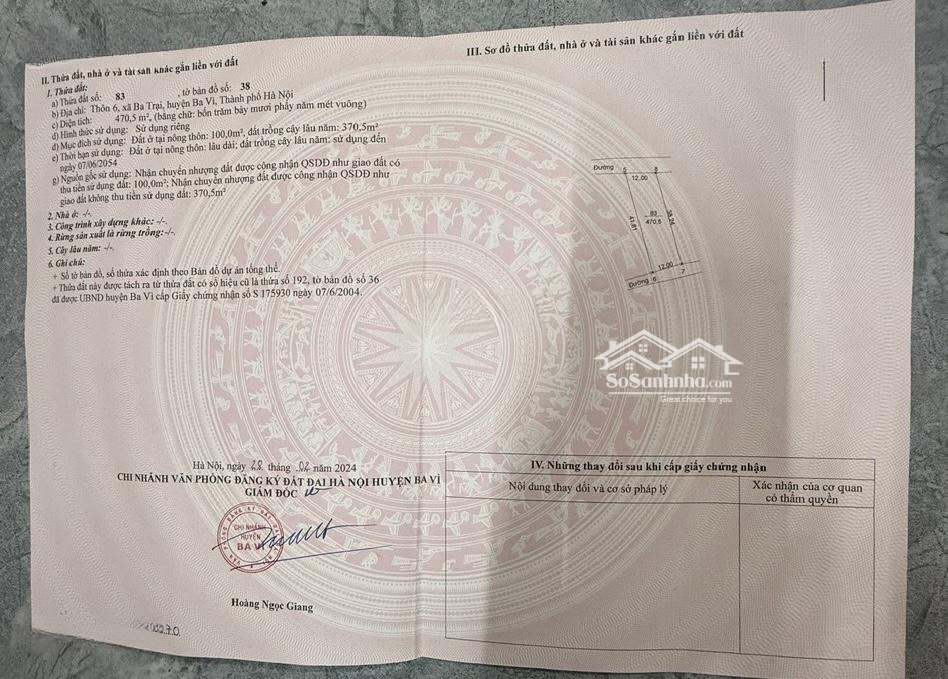 II. Thửa đất, nhà ở và tài sản khác gắn liền với đất
1. Thửa đất:
a) Thửa đất số: 83 , tờ bản đồ số: 38
b) Địa chỉ: Thôn 6, xã Ba Trại, huyện Ba Vì, Thành phố Hà Nội
c) Diện tích: 470,5 m², (bằng chữ: bốn trăm bảy mươi phẩy năm mét vuông)
d) Hình thức sử dụng: Sử dụng riêng
đ) Mục đích sử dụng: Đất ở tại nông thôn: 100,0m², đất trồng cây lâu năm: 370,5m²
e) Thời hạn sử dụng: Đất ở tại nông thôn: lâu dài; đất trồng cây lâu năm: sử dụng đến
ngày 07/06/2054
g) Nguồn gốc sử dụng: Nhận chuyển nhượng đất được công nhận QSDĐ như giao đất có
thu tiền sử dụng đất: 100,0m²; Nhận chuyển nhượng đất được công nhận QSDĐ như
giao đất không thu tiền sử dụng đất: 370,5m²
2. Nhà ở: -/-.
3. Công trình xây dựng khác: -/-.
4. Rừng sản xuất là rừng trồng:-/-.
5. Cây lâu năm: -/-.
6. Ghi chú:
+ Số tờ bản đồ, số thửa xác định theo Bản đồ dự án tổng thể.
+ Thửa đất này được tách ra từ thửa đất có số hiệu cũ là thửa số 192, tờ bản đồ số 36
đã được UBND huyện Ba Vì cấp Giấy chứng nhận số S 175930 ngày 07/6/2004.
Hà Nội, ngày 28 tháng 02 năm 2024
CHI NHÁNH VĂN PHÒNG ĐĂNG KÝ ĐẤT ĐAI HÀ NỘI HUYỆN BA VÌ
GIÁM ĐỐC
CHI NHÁNH
HUYỆN
BA VÌ
Hoàng Ngọc Giang
III. Sơ đồ thửa đất, nhà ở và tài sản khác gắn liền với đất
Đường
12,00
83
470,5
12,00
7
Đường 6
SoSanhnha.com
Great choice for you
IV. Những thay đổi sau khi cấp giấy chứng nhận
Nội dung thay đổi và cơ sở pháp lý
Xác nhận của cơ quan
có thẩm quyền